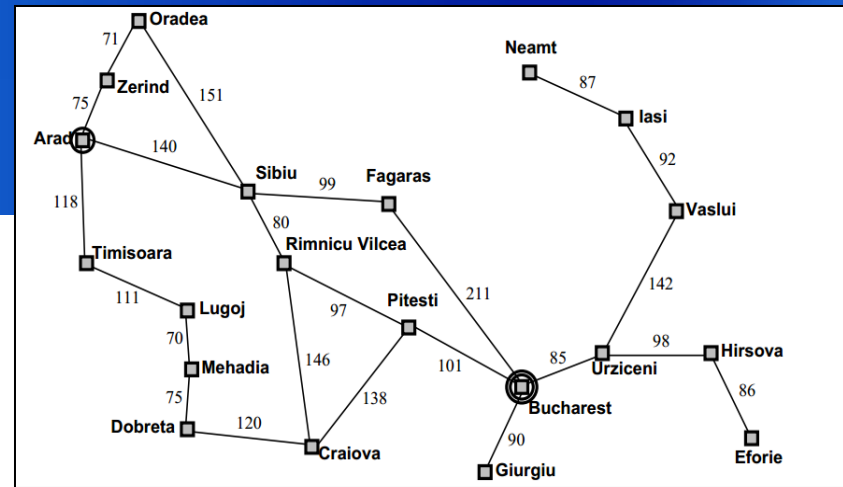 Oradea
71
Neamt
87
Zerind
75
151
Iasi
Arad
140
92
Sibiu
Fagaras
99
118
Vaslui
80
Timisoara
Rimnicu Vilcea
111
142
211
Lugoj
97
Pitesti
70
98
Mehadia
146
101
85
Urziceni
Hirsova
75
138
86
Bucharest
Dobreta
120
90
Craiova
Eforie
Giurgiu